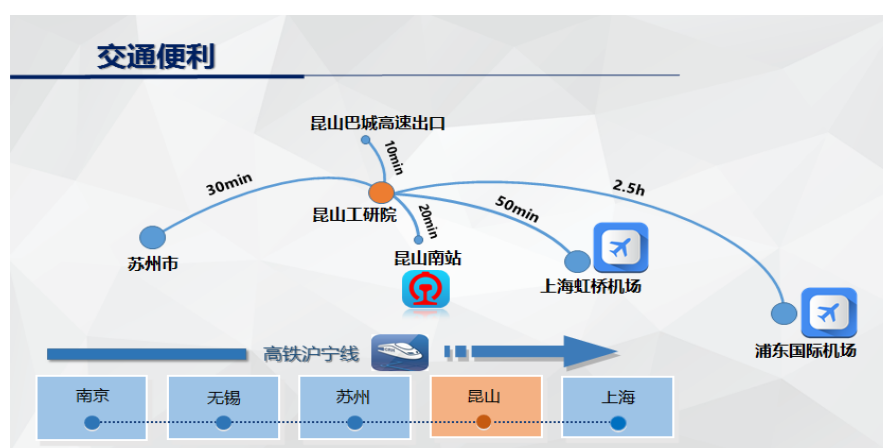 交通便利
昆山巴城高速出口
10min
30min
2.5h
昆山工研院
20min
50min
苏州市
昆山南站
上海虹桥机场
浦东国际机场
高铁沪宁线
南京
无锡
苏州
昆山
上海